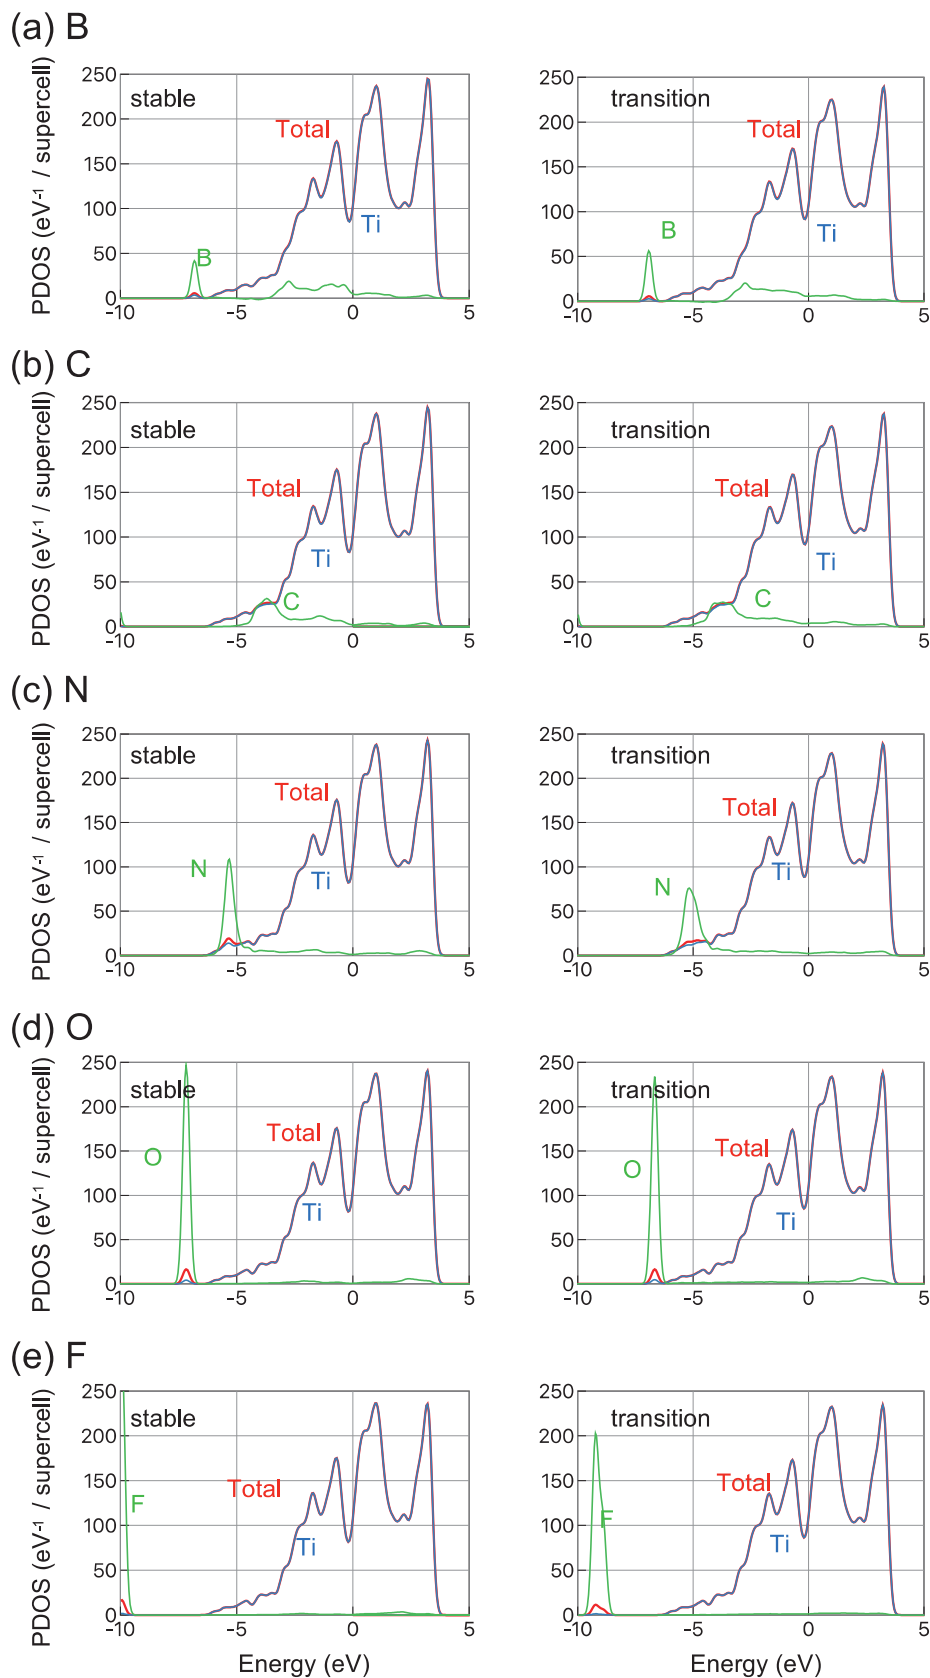 (a) B
PDOS (eV⁻¹ / supercell)
250
200
150
100
50
0
stable
Total
Ti
B
-10
-5
0
5
250
200
150
100
50
0
transition
Total
B
Ti
-10
-5
0
5
(b) C
PDOS (eV⁻¹ / supercell)
250
200
150
100
50
0
stable
Total
Ti
C
-10
-5
0
5
250
200
150
100
50
0
transition
Total
Ti
C
-10
-5
0
5
(c) N
PDOS (eV⁻¹ / supercell)
250
200
150
100
50
0
stable
Total
N
Ti
-10
-5
0
5
250
200
150
100
50
0
transition
Total
Ti
N
-10
-5
0
5
(d) O
PDOS (eV⁻¹ / supercell)
250
200
150
100
50
0
stable
Total
O
Ti
-10
-5
0
5
250
200
150
100
50
0
transition
Total
O
Ti
-10
-5
0
5
(e) F
PDOS (eV⁻¹ / supercell)
250
200
150
100
50
0
stable
Total
F
Ti
-10
-5
0
5
Energy (eV)
250
200
150
100
50
0
transition
Total
F
Ti
-10
-5
0
5
Energy (eV)